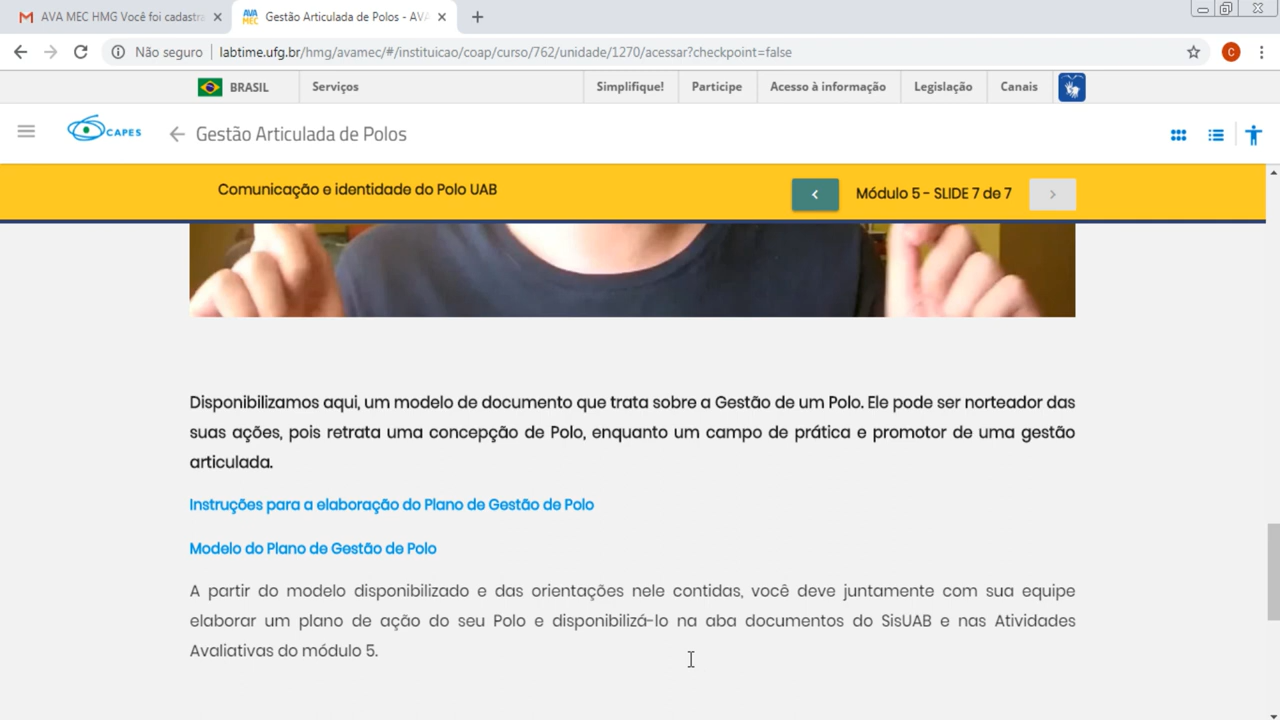 AVA MEC HMG Você foi cadastra
Gestão Articulada de Polos - AVA
Não seguro
labtime.ufg.br/hmg/avamec/#/instituicao/coap/curso/762/unidade/1270/acessar?checkpoint=false
C
BRASIL
Serviços
Simplifique!
Participe
Acesso à informação
Legislação
Canais
CAPES
Gestão Articulada de Polos
Comunicação e identidade do Polo UAB
Módulo 5 - SLIDE 7 de 7
Disponibilizamos aqui, um modelo de documento que trata sobre a Gestão de um Polo. Ele pode ser norteador das
suas ações, pois retrata uma concepção de Polo, enquanto um campo de prática e promotor de uma gestão
articulada.
Instruções para a elaboração do Plano de Gestão de Polo
Modelo do Plano de Gestão de Polo
A partir do modelo disponibilizado e das orientações nele contidas, você deve juntamente com sua equipe
elaborar um plano de ação do seu Polo e disponibilizá-lo na aba documentos do SisUAB e nas Atividades
Avaliativas do módulo 5.